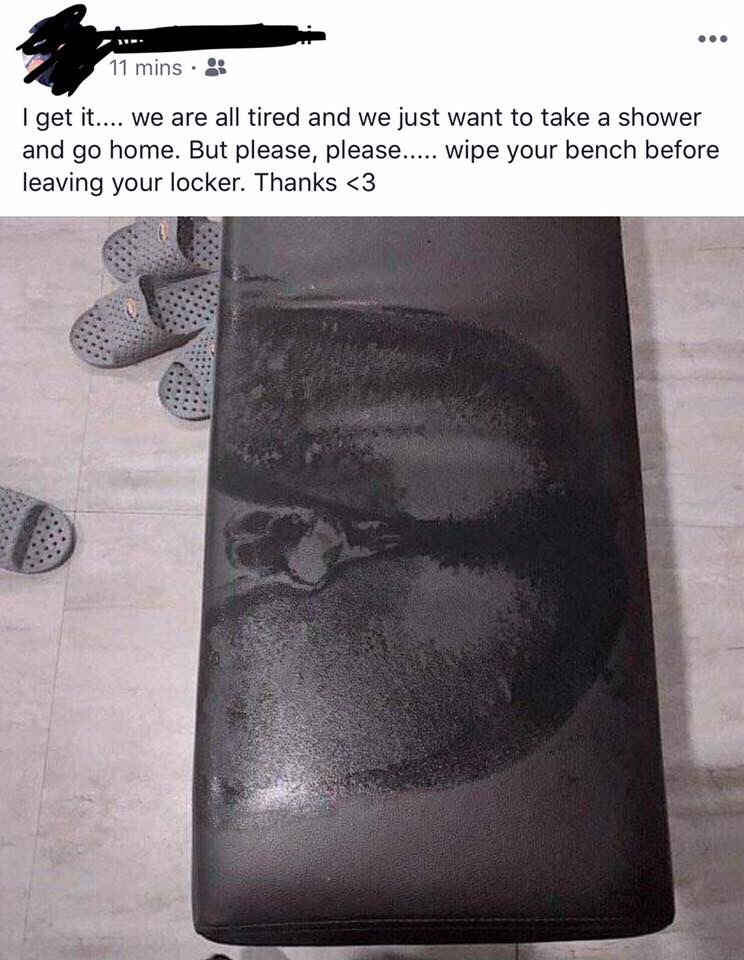 11 mins ·
I get it.... we are all tired and we just want to take a shower
and go home. But please, please..... wipe your bench before
leaving your locker. Thanks <3